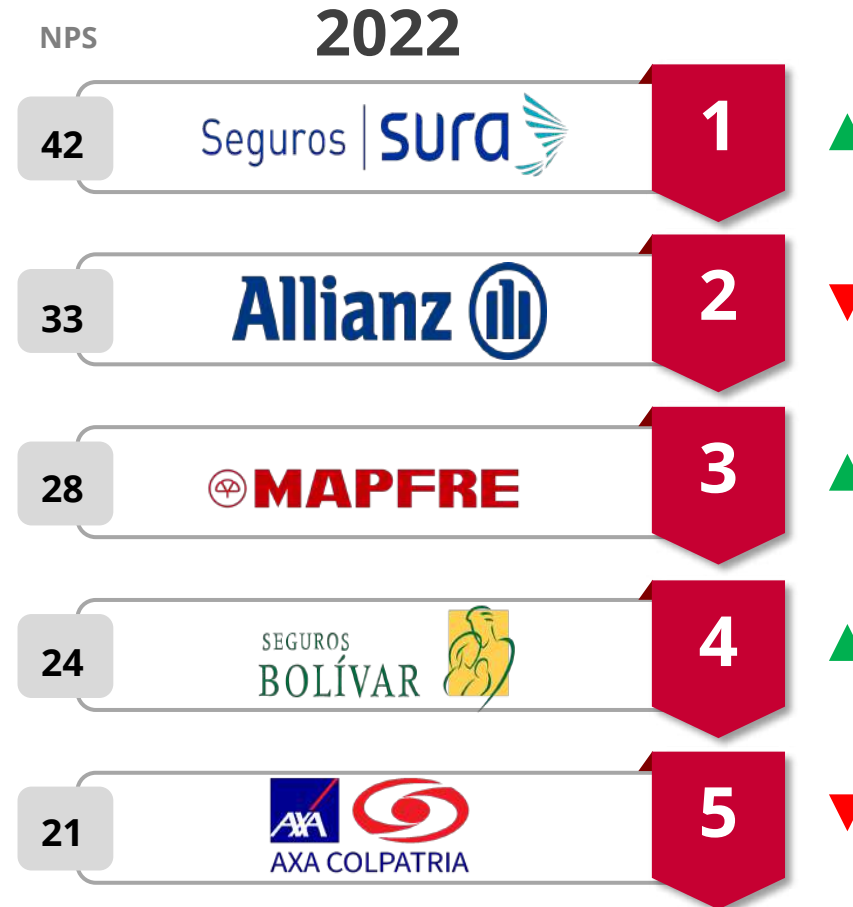 NPS
2022
42
Seguros | sura
1
33
Allianz
2
28
MAPFRE
3
24
SEGUROS
BOLÍVAR
4
21
AXA
AXA COLPATRIA
5